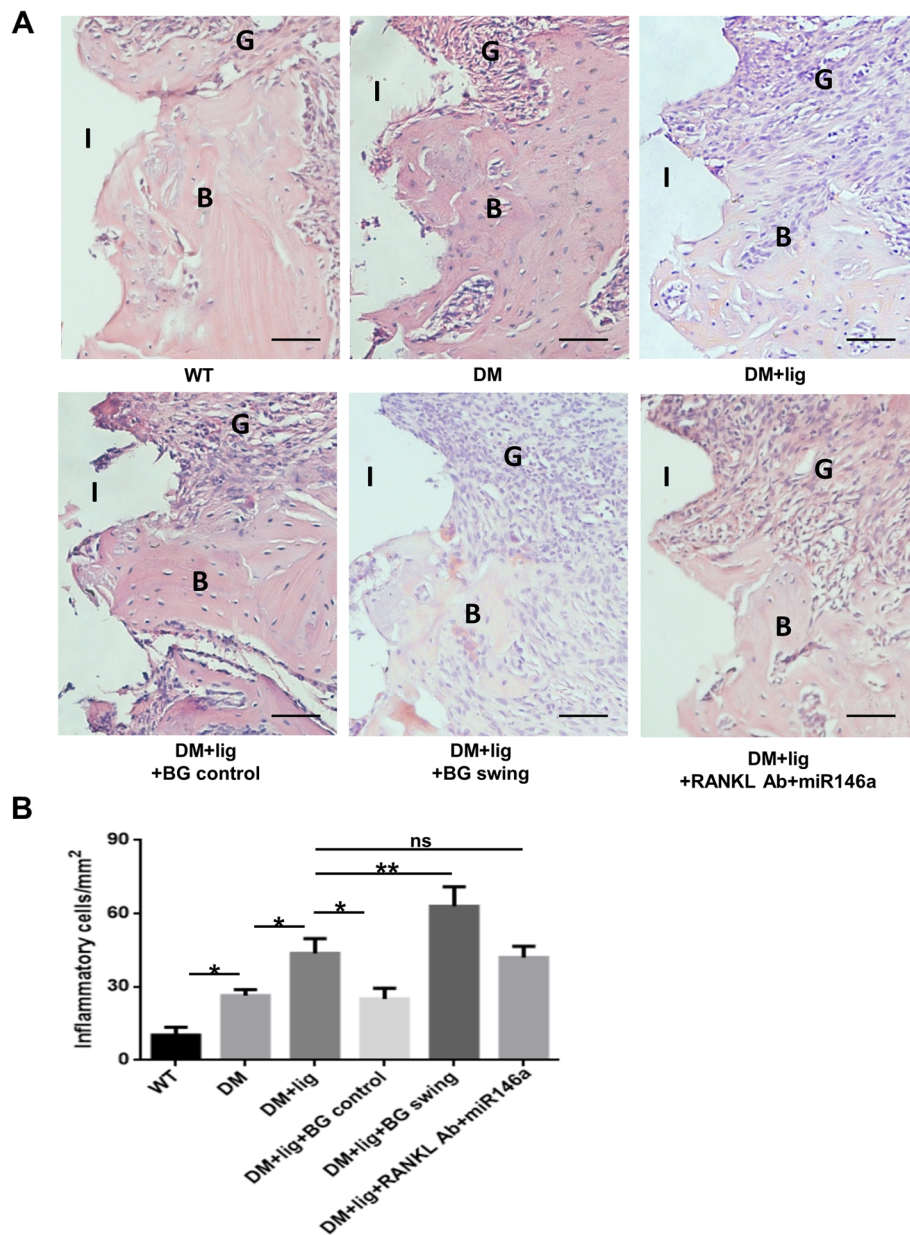 A
G
I
B
WT
G
I
B
DM
G
I
B
DM+lig
G
I
B
DM+lig
+BG control
G
I
B
DM+lig
+BG swing
G
I
B
DM+lig
+RANKL Ab+miR146a
B
Inflammatory cells/mm²
90
60
30
0
*
*
*
**
ns
WT
DM
DM+lig
DM+lig+BG control
DM+lig+BG swing
DM+lig+RANKL Ab+miR146a